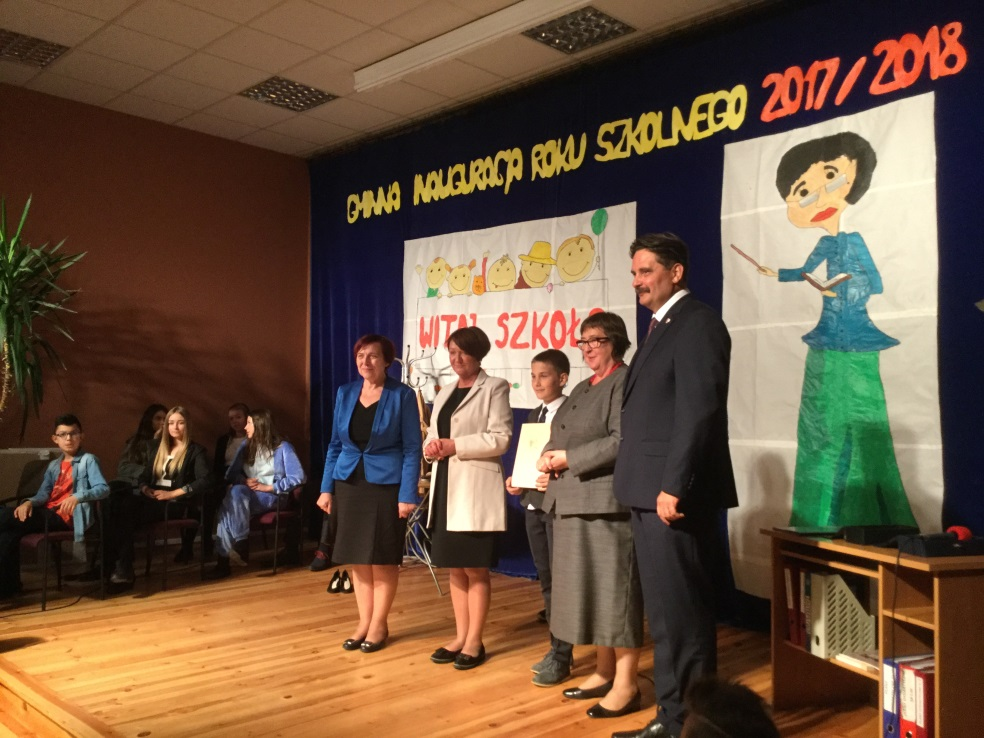 GMINNA INAUGURACJA ROKU SZKOLNEGO 2017/2018
WITAJ SZKOŁO